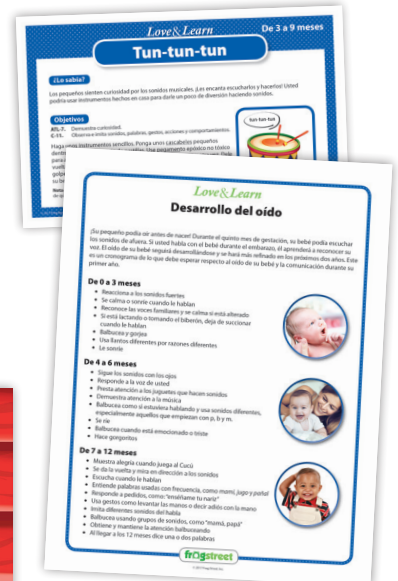 Love & Learn
De 3 a 9 meses
Tun-tun-tun
¿Lo sabía?
Los pequeños sienten curiosidad por los sonidos musicales. ¡Les encanta escucharlos y hacerlos! Usted
podría usar instrumentos hechos en casa para darle un poco de diversión haciendo sonidos.
Objetivos
ATL-7. Demuestra curiosidad.
C-11. Observa e imita sonidos, palabras, gestos, acciones y comportamientos.
tun-tun-tun
Haga unos instrumentos sencillos. Ponga unos cascabeles pequeños
Love & Learn
Desarrollo del oído
¡Su pequeño podía oír antes de nacer! Durante el quinto mes de gestación, su bebé podía escuchar
los sonidos de afuera. Si usted habla con el bebé durante el embarazo, él aprenderá a reconocer su
voz. El oído de su bebé seguirá desarrollándose y se hará más refinado en los próximos dos años. Este
es un cronograma de lo que debe esperar respecto al oído de su bebé y la comunicación durante su
primer año.
De 0 a 3 meses
• Reacciona a los sonidos fuertes
• Se calma o sonríe cuando le hablan
• Reconoce las voces familiares y se calma si está alterado
• Si está lactando o tomando el biberón, deja de succionar
cuando le hablan
• Balbucea y gorjea
• Usa llantos diferentes por razones diferentes
• Le sonríe
De 4 a 6 meses
• Sigue los sonidos con los ojos
• Responde a la voz de usted
• Presta atención a los juguetes que hacen sonidos
• Demuestra atención a la música
• Balbucea como si estuviera hablando y usa sonidos diferentes,
especialmente aquellos que empiezan con p, b y m.
• Se ríe
• Balbucea cuando está emocionado o triste
• Hace gorgoritos
De 7 a 12 meses
• Muestra alegría cuando juega al Cucú
• Se da la vuelta y mira en dirección a los sonidos
• Escucha cuando le hablan
• Entiende palabras usadas con frecuencia, como mamá, jugo y pañal
• Responde a pedidos, como: "enséñame tu nariz"
• Usa gestos como levantar las manos o decir adiós con la mano
• Imita diferentes sonidos del habla
• Balbucea usando grupos de sonidos, como "mamá, papá"
• Obtiene y mantiene la atención balbuceando
• Al llegar a los 12 meses dice una o dos palabras
frogstreet